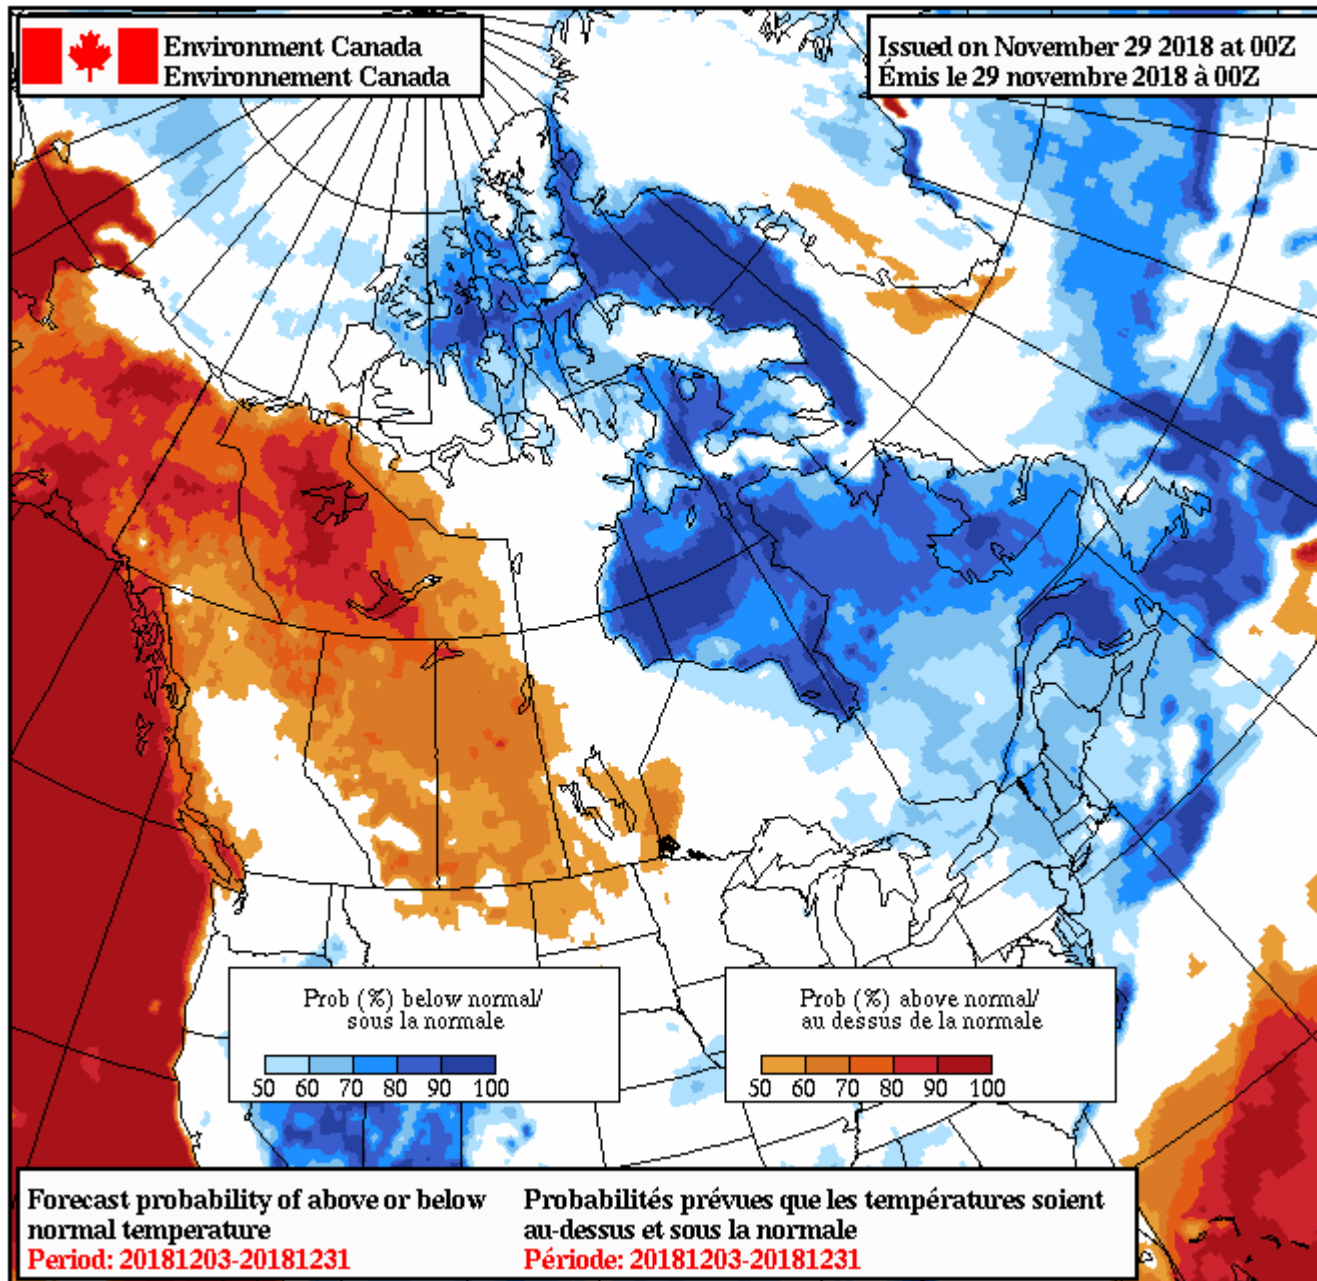 Environment Canada
Environnement Canada
Issued on November 29 2018 at 00Z
Émis le 29 novembre 2018 à 00Z
Prob (%) below normal/
sous la normale
50 60 70 80 90 100
Prob (%) above normal/
au dessus de la normale
50 60 70 80 90 100
Forecast probability of above or below
normal temperature
Period: 20181203-20181231
Probabilités prévues que les températures soient
au-dessus et sous la normale
Période: 20181203-20181231